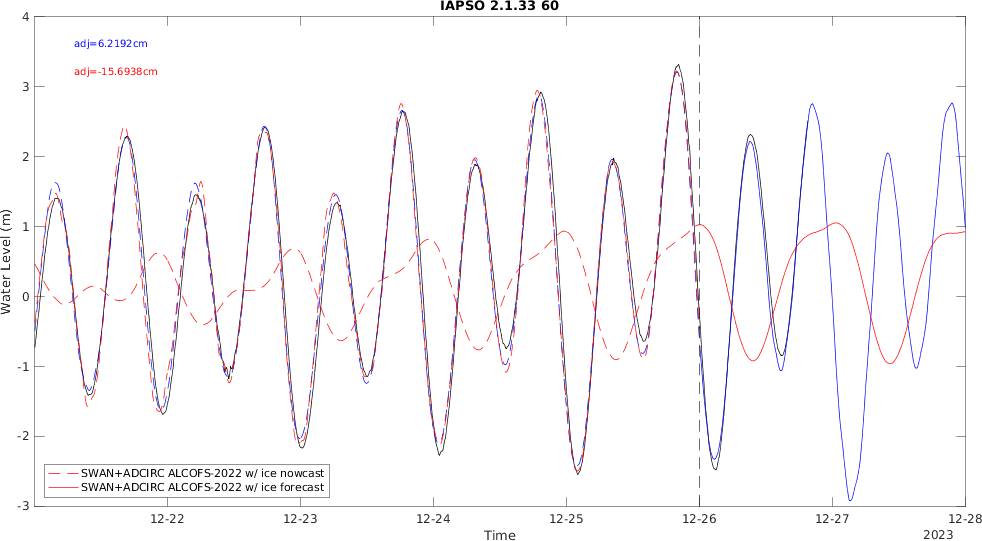 IAPSO 2.1.33 60
adj=6.2192cm
adj=-15.6938cm
Water Level (m)
4
3
2
1
0
-1
-2
-3
SWAN+ADCIRC ALCOFS-2022 w/ ice nowcast
SWAN+ADCIRC ALCOFS-2022 w/ ice forecast
12-22
12-23
12-24
12-25
12-26
12-27
12-28
Time
2023